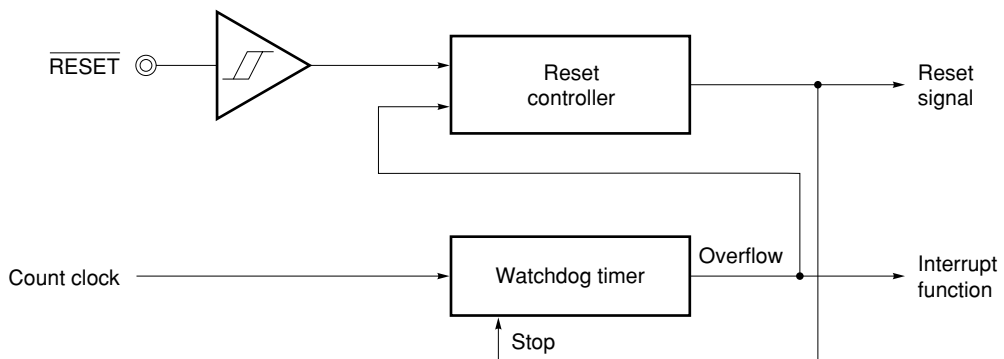 RESET
Reset
controller
Reset
signal
Count clock
Watchdog timer
Overflow
Interrupt
function
Stop